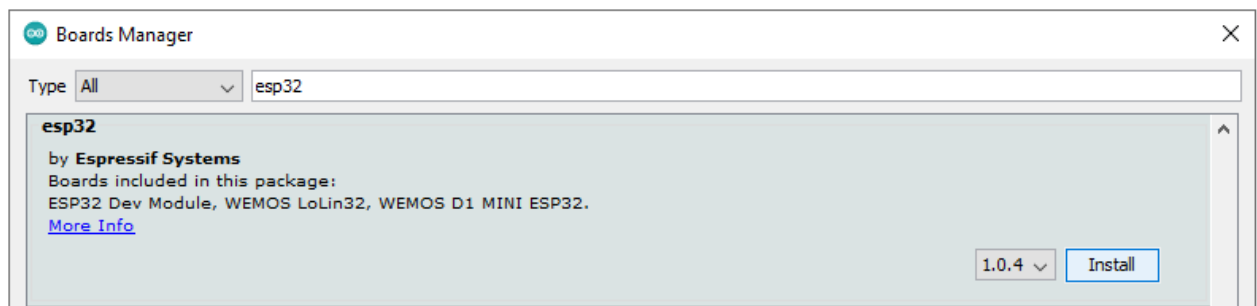 Boards Manager
Type All esp32
esp32
by Espressif Systems
Boards included in this package:
ESP32 Dev Module, WEMOS LoLin32, WEMOS D1 MINI ESP32.
More Info
1.0.4 Install